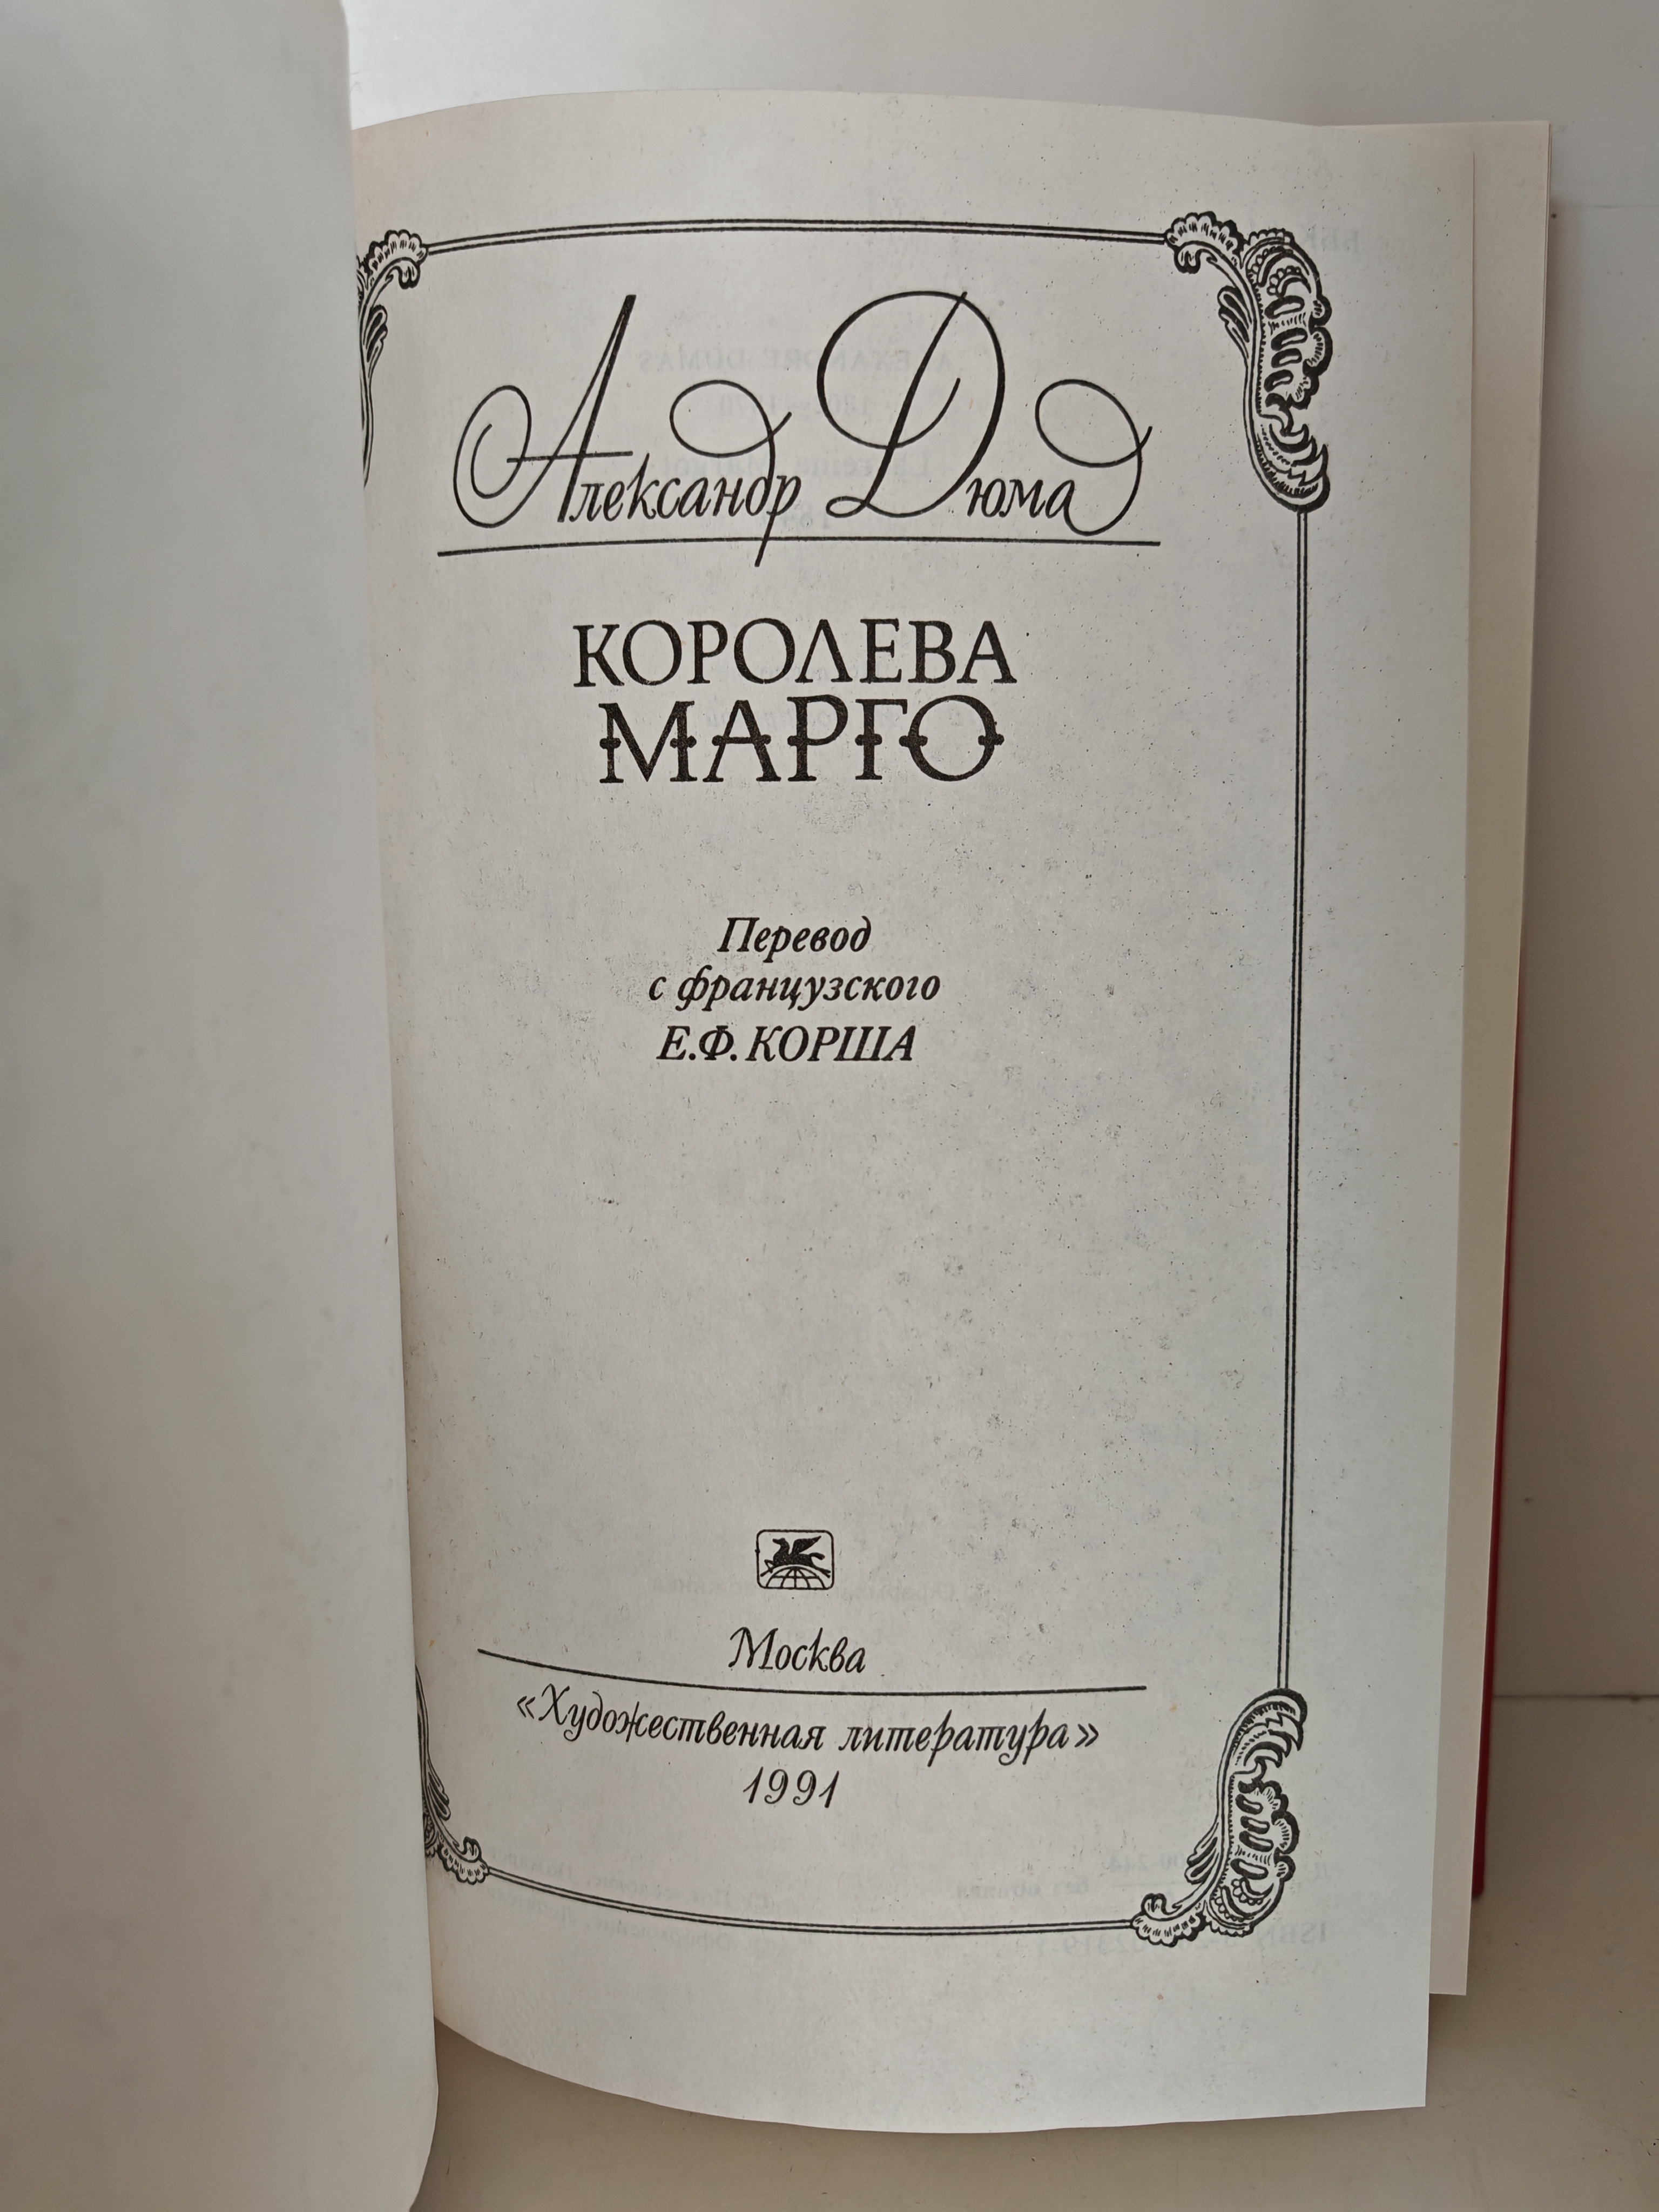 Александр Дюма
КОРОЛЕВА
МАРГО
Перевод
с французского
Е.Ф.КОРША
Москва
«Художественная литература»
1991